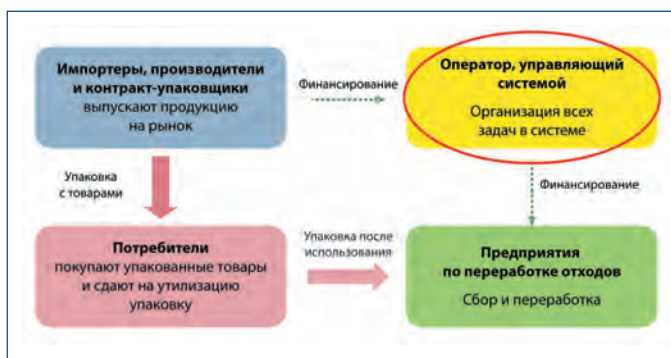 Импортеры, производители
и контракт-упаковщики
выпускают продукцию
на рынок
Финансирование
Оператор, управляющий
системой
Организация всех
задач в системе
Упаковка
с товарами
Финансирование
Потребители
покупают упакованные товары
и сдают на утилизацию
упаковку
Упаковка после
использования
Предприятия
по переработке отходов
Сбор и переработка